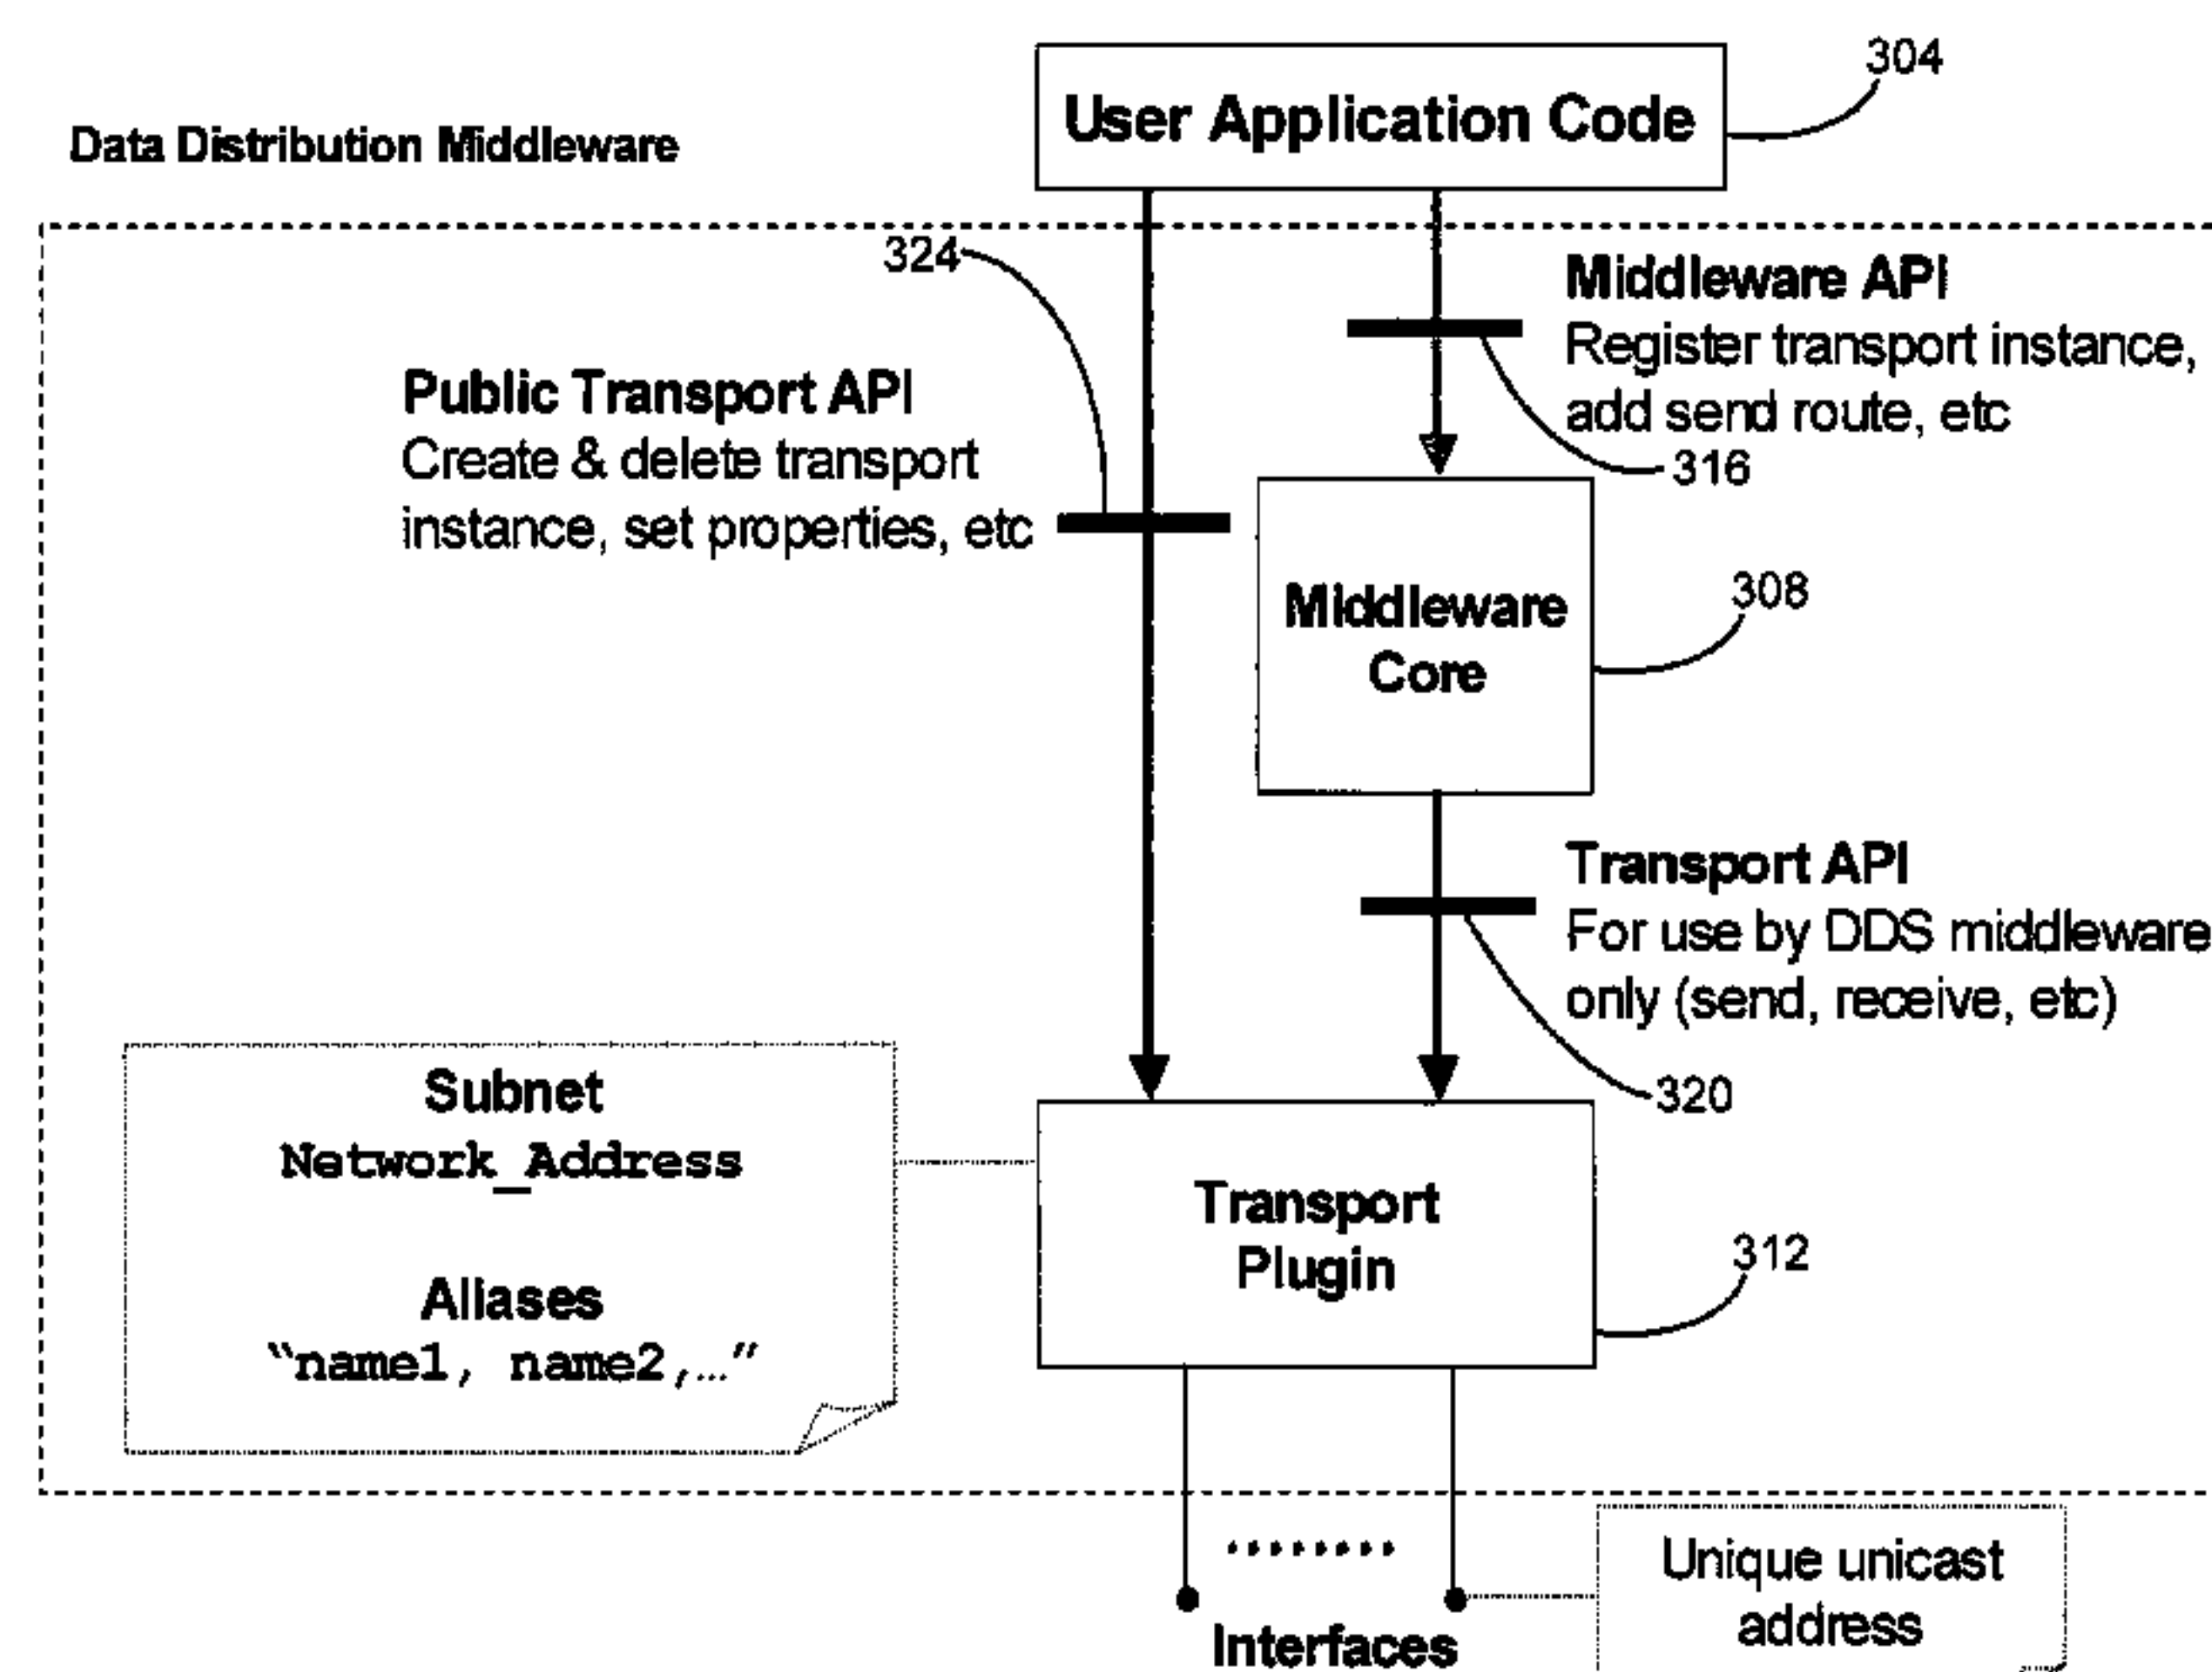 304
User Application Code
Data Distribution Middleware
324
Middleware API
Register transport instance,
add send route, etc
316
Public Transport API
Create & delete transport
instance, set properties, etc
Middleware
Core
308
Transport API
For use by DDS middleware
only (send, receive, etc)
320
Subnet
Network_Address
Aliases
"name1, name2,…"
Transport
Plugin
312
Unique unicast
address
Interfaces